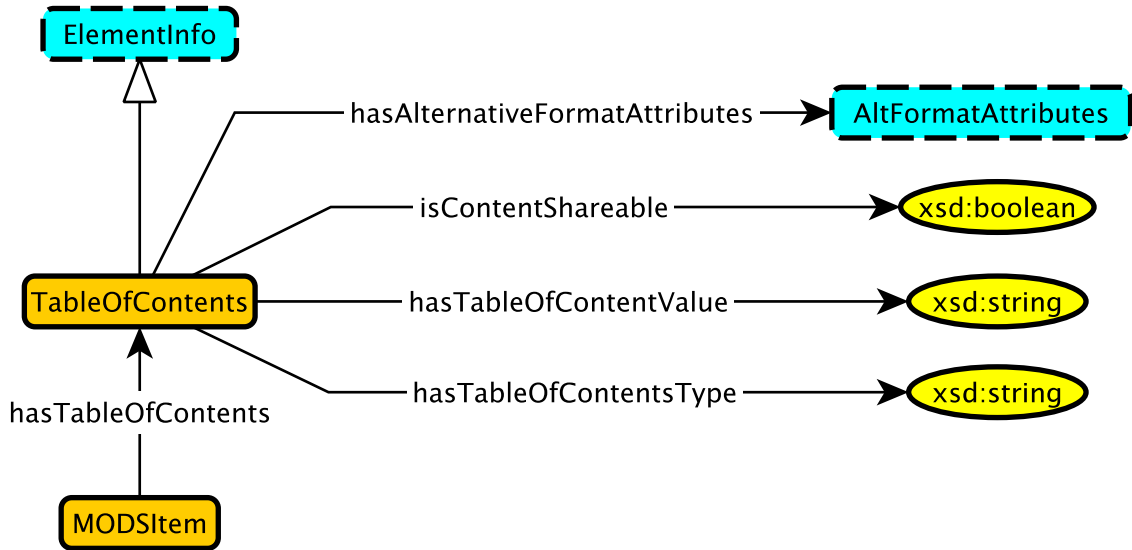 ElementInfo
hasAlternativeFormatAttributes
AltFormatAttributes
isContentShareable
xsd:boolean
TableOfContents
hasTableOfContentValue
xsd:string
hasTableOfContentsType
xsd:string
hasTableOfContents
MODSItem